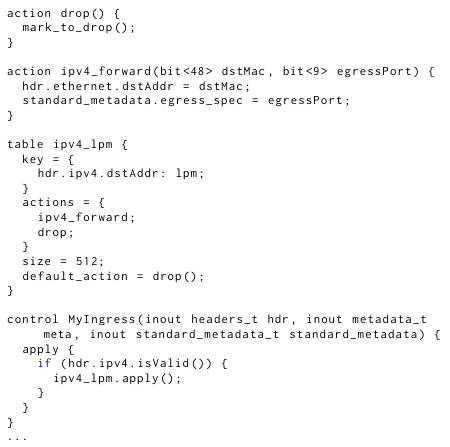 action drop() {
  mark_to_drop();
}

action ipv4_forward(bit<48> dstMac, bit<9> egressPort) {
  hdr.ethernet.dstAddr = dstMac;
  standard_metadata.egress_spec = egressPort;
}

table ipv4_lpm {
  key = {
    hdr.ipv4.dstAddr: lpm;
  }
  actions = {
    ipv4_forward;
    drop;
  }
  size = 512;
  default_action = drop();
}

control MyIngress(inout headers_t hdr, inout metadata_t
     meta, inout standard_metadata_t standard_metadata) {
  apply {
    if (hdr.ipv4.isValid()) {
      ipv4_lpm.apply();
    }
  }
}
...